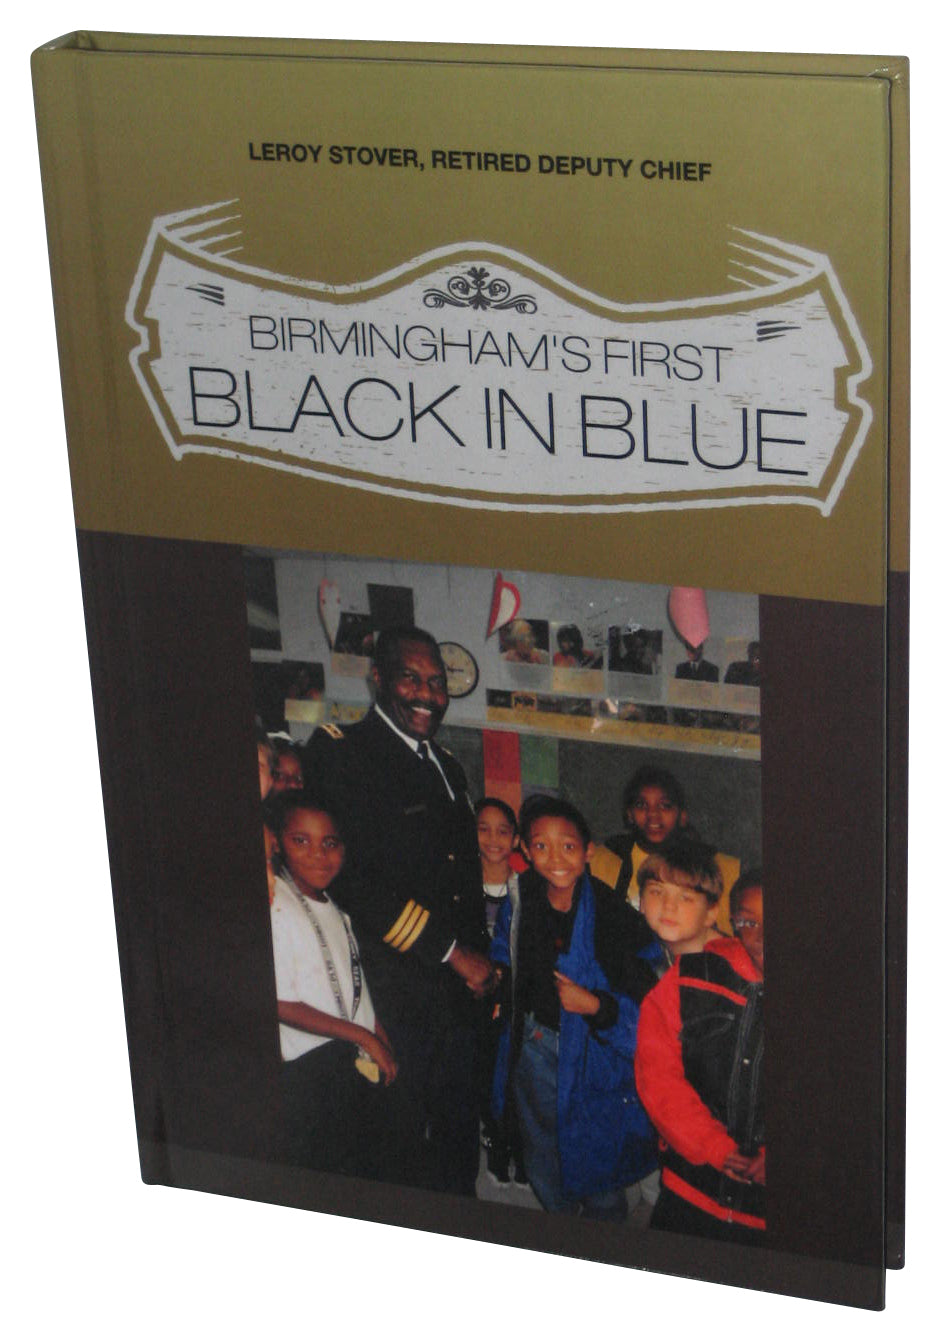 LEROY STOVER, RETIRED DEPUTY CHIEF
BIRMINGHAM'S FIRST
BLACK IN BLUE